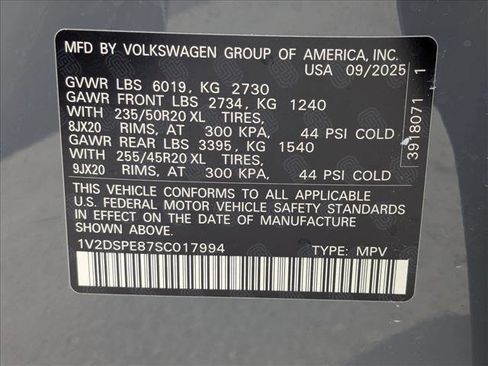 MFD BY VOLKSWAGEN GROUP OF AMERICA, INC.
USA 09/2025
GVWR LBS 6019, KG 2730
GAWR FRONT LBS 2734, KG 1240
WITH 235/50R20 XL TIRES,
8JX20 RIMS, AT 300 KPA, 44 PSI COLD
GAWR REAR LBS 3395, KG 1540
WITH 255/45R20 XL TIRES,
9JX20 RIMS, AT 300 KPA, 44 PSI COLD
THIS VEHICLE CONFORMS TO ALL APPLICABLE
U.S. FEDERAL MOTOR VEHICLE SAFETY STANDARDS
IN EFFECT ON THE DATE OF MANUFACTURE
SHOWN ABOVE.
1V2DSPE87SC017994 TYPE: MPV
3918071 1